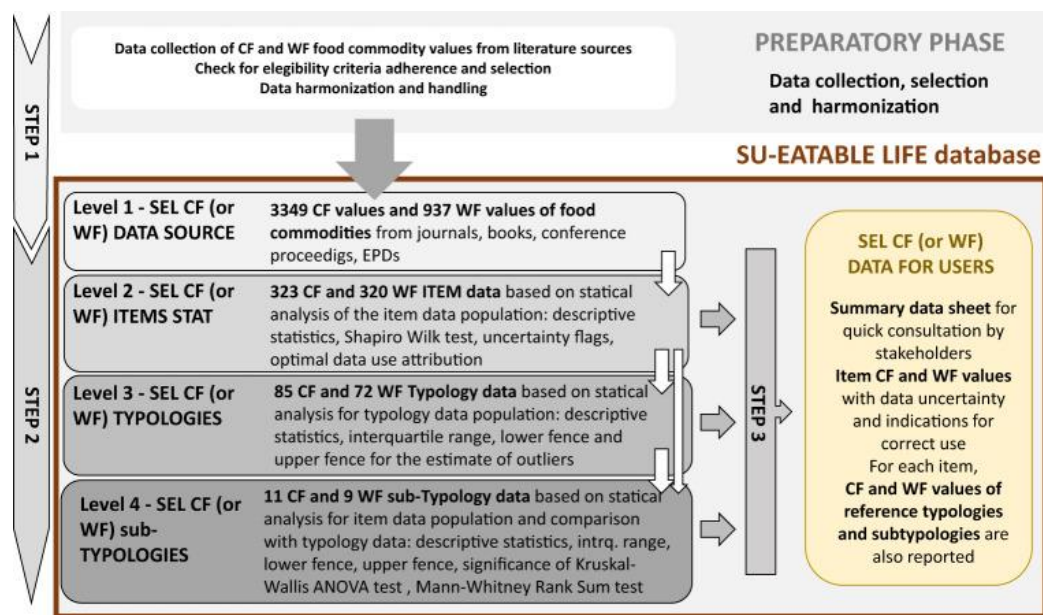 Data collection of CF and WF food commodity values from literature sources
Check for elegibility criteria adherence and selection
Data harmonization and handling
PREPARATORY PHASE
Data collection, selection
and harmonization
STEP 1
SU-EATABLE LIFE database
Level 1 - SEL CF (or
WF) DATA SOURCE
3349 CF values and 937 WF values of food
commodities from journals, books, conference
proceedigs, EPDs
Level 2 - SEL CF (or
WF) ITEMS STAT
323 CF and 320 WF ITEM data based on statical
analysis of the item data population: descriptive
statistics, Shapiro Wilk test, uncertainty flags,
optimal data use attribution
STEP 2
Level 3 - SEL CF (or
WF) TYPOLOGIES
85 CF and 72 WF Typology data based on statical
analysis for typology data population: descriptive
statistics, interquartile range, lower fence and
upper fence for the estimate of outliers
Level 4 - SEL CF (or
WF) sub-
TYPOLOGIES
11 CF and 9 WF sub-Typology data based on statical
analysis for item data population and comparison
with typology data: descriptive statistics, intrq. range,
lower fence, upper fence, significance of Kruskal-
Wallis ANOVA test , Mann-Whitney Rank Sum test
STEP 3
SEL CF (or WF)
DATA FOR USERS
Summary data sheet for
quick consultation by
stakeholders
Item CF and WF values
with data uncertainty
and indications for
correct use
For each item,
CF and WF values of
reference typologies
and subtypologies are
also reported